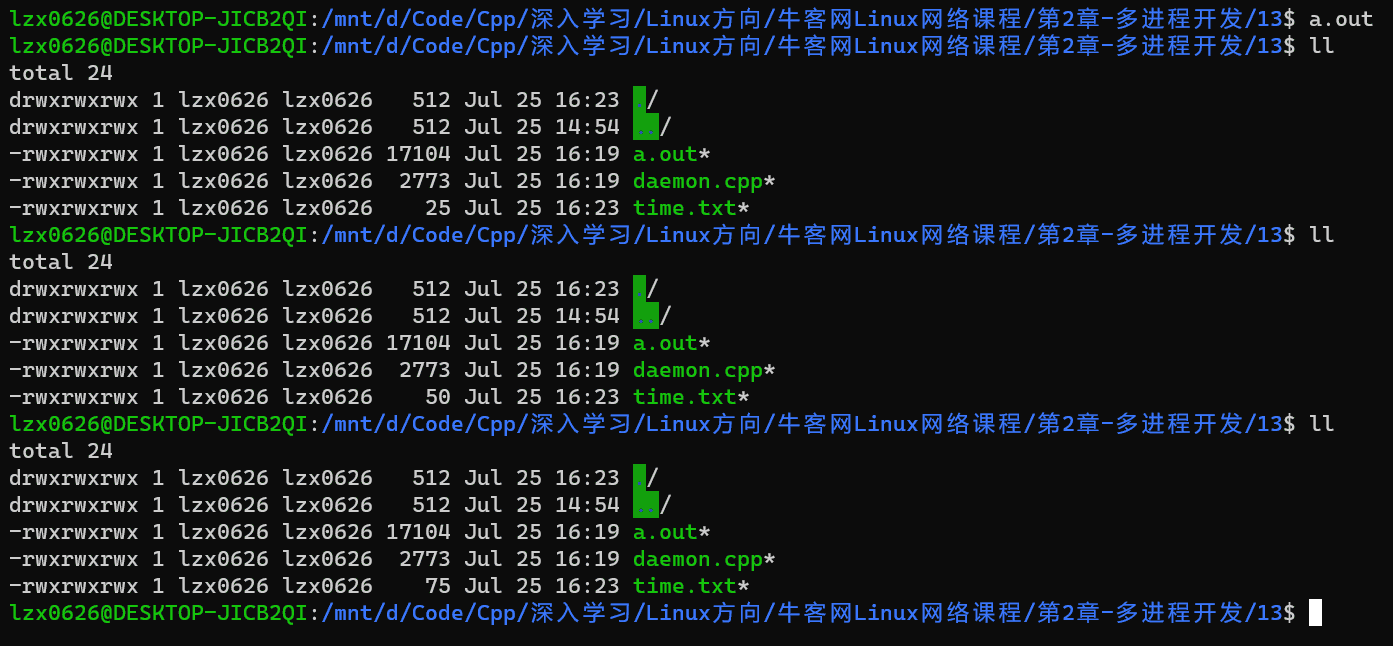 lzx0626@DESKTOP-JICB2QI:/mnt/d/Code/Cpp/深入学习/Linux方向/牛客网Linux网络课程/第2章-多进程开发/13$ a.out
lzx0626@DESKTOP-JICB2QI:/mnt/d/Code/Cpp/深入学习/Linux方向/牛客网Linux网络课程/第2章-多进程开发/13$ ll
total 24
drwxrwxrwx 1 lzx0626 lzx0626   512 Jul 25 16:23 ./
drwxrwxrwx 1 lzx0626 lzx0626   512 Jul 25 14:54 ../
-rwxrwxrwx 1 lzx0626 lzx0626 17104 Jul 25 16:19 a.out*
-rwxrwxrwx 1 lzx0626 lzx0626  2773 Jul 25 16:19 daemon.cpp*
-rwxrwxrwx 1 lzx0626 lzx0626    25 Jul 25 16:23 time.txt*
lzx0626@DESKTOP-JICB2QI:/mnt/d/Code/Cpp/深入学习/Linux方向/牛客网Linux网络课程/第2章-多进程开发/13$ ll
total 24
drwxrwxrwx 1 lzx0626 lzx0626   512 Jul 25 16:23 ./
drwxrwxrwx 1 lzx0626 lzx0626   512 Jul 25 14:54 ../
-rwxrwxrwx 1 lzx0626 lzx0626 17104 Jul 25 16:19 a.out*
-rwxrwxrwx 1 lzx0626 lzx0626  2773 Jul 25 16:19 daemon.cpp*
-rwxrwxrwx 1 lzx0626 lzx0626    50 Jul 25 16:23 time.txt*
lzx0626@DESKTOP-JICB2QI:/mnt/d/Code/Cpp/深入学习/Linux方向/牛客网Linux网络课程/第2章-多进程开发/13$ ll
total 24
drwxrwxrwx 1 lzx0626 lzx0626   512 Jul 25 16:23 ./
drwxrwxrwx 1 lzx0626 lzx0626   512 Jul 25 14:54 ../
-rwxrwxrwx 1 lzx0626 lzx0626 17104 Jul 25 16:19 a.out*
-rwxrwxrwx 1 lzx0626 lzx0626  2773 Jul 25 16:19 daemon.cpp*
-rwxrwxrwx 1 lzx0626 lzx0626    75 Jul 25 16:23 time.txt*
lzx0626@DESKTOP-JICB2QI:/mnt/d/Code/Cpp/深入学习/Linux方向/牛客网Linux网络课程/第2章-多进程开发/13$